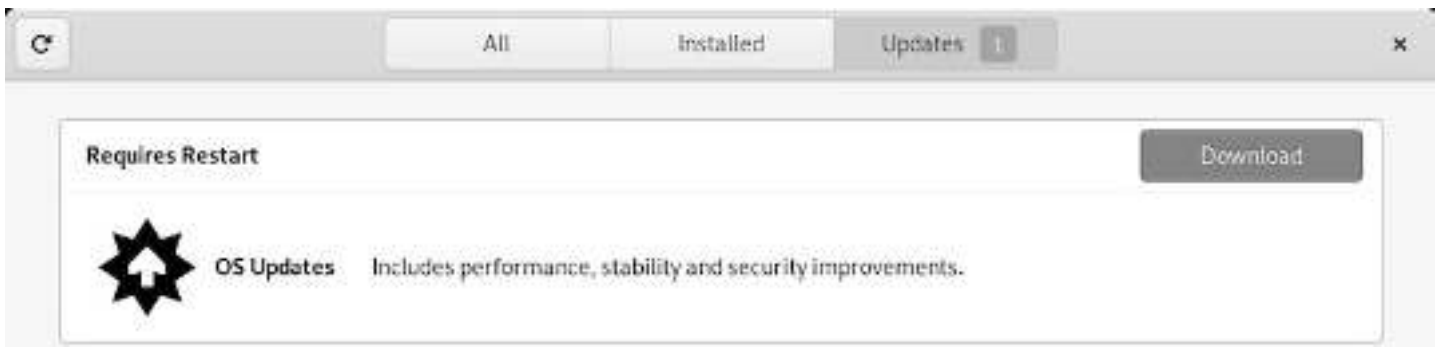 All Installed Updates 1
Requires Restart Download
OS Updates Includes performance, stability and security improvements.